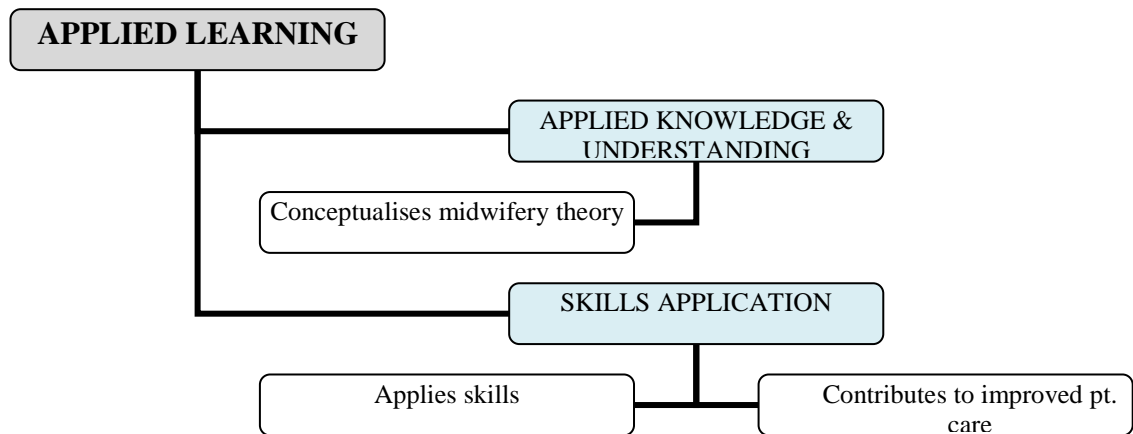 APPLIED LEARNING
APPLIED KNOWLEDGE &
UNDERSTANDING
Conceptualises midwifery theory
SKILLS APPLICATION
Applies skills
Contributes to improved pt.
care